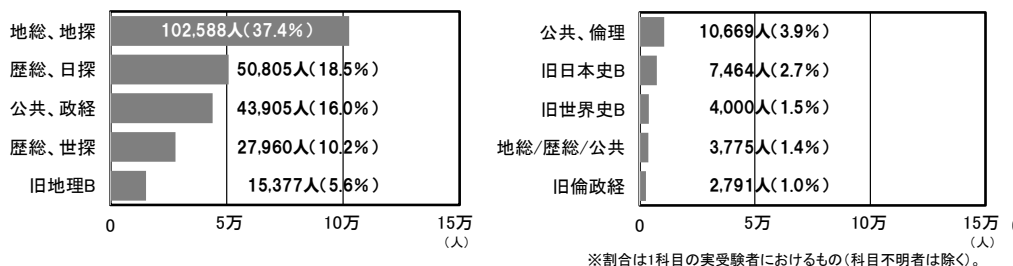 地総、地探 102,588人(37.4%)
歴総、日探 50,805人(18.5%)
公共、政経 43,905人(16.0%)
歴総、世探 27,960人(10.2%)
旧地理B 15,377人(5.6%)
0 5万 10万 15万
(人)
公共、倫理 10,669人(3.9%)
旧日本史B 7,464人(2.7%)
旧世界史B 4,000人(1.5%)
地総/歴総/公共 3,775人(1.4%)
旧倫政経 2,791人(1.0%)
0 5万 10万 15万
(人)
※割合は1科目の実受験者におけるもの(科目不明者は除く)。